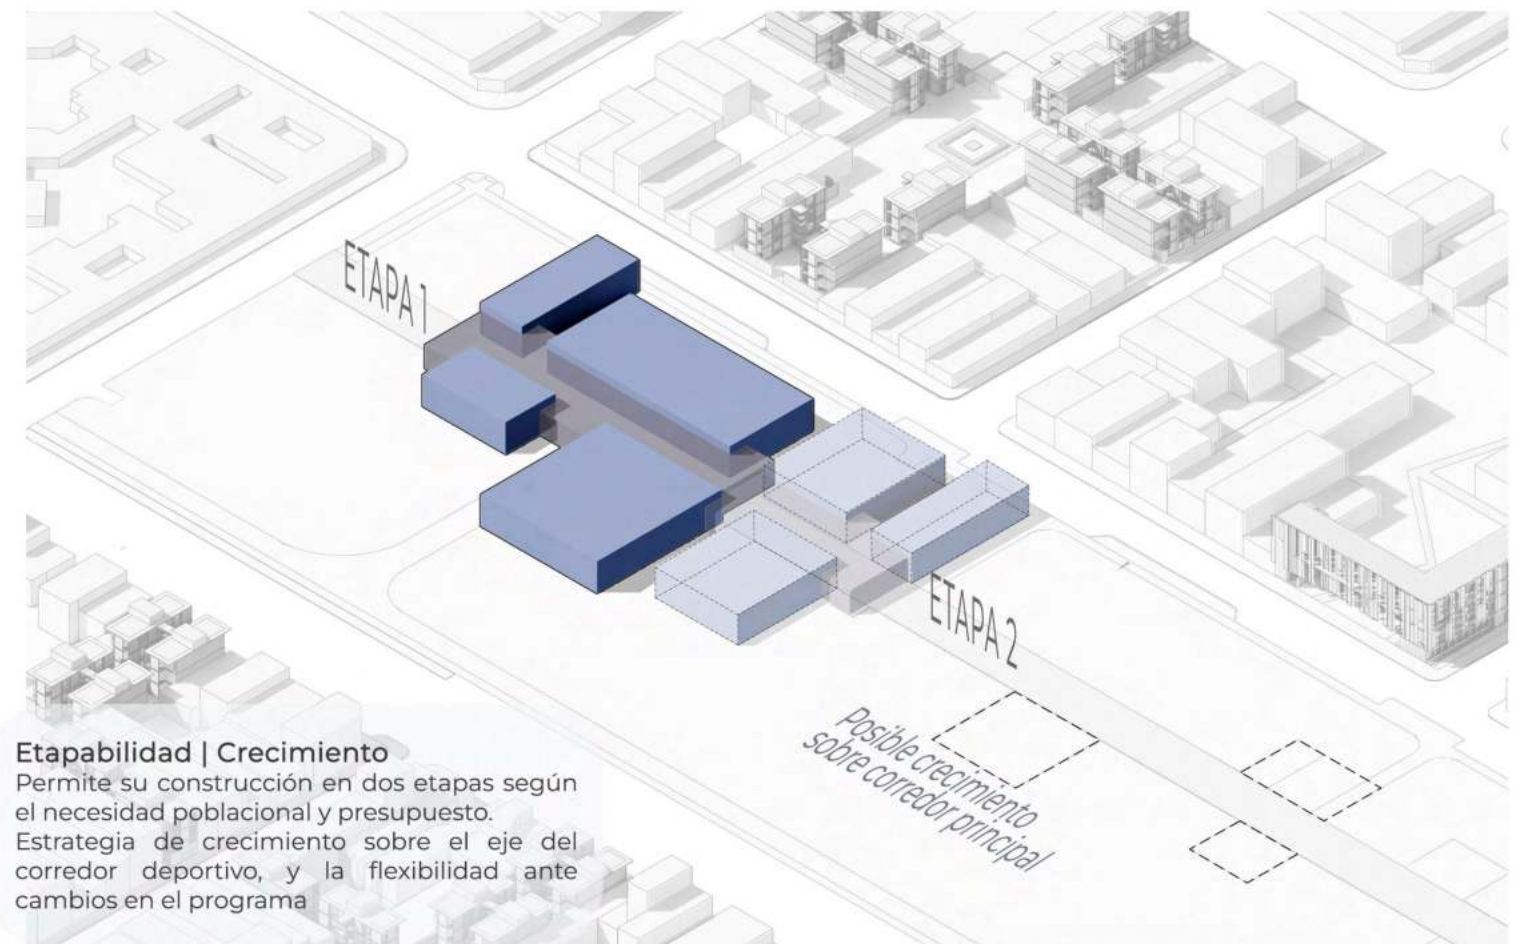 ETAPA 1
ETAPA 2
Posible crecimiento
sobre corredor principal
Etapabilidad | Crecimiento
Permite su construcción en dos etapas según
el necesidad poblacional y presupuesto.
Estrategia de crecimiento sobre el eje del
corredor deportivo, y la flexibilidad ante
cambios en el programa